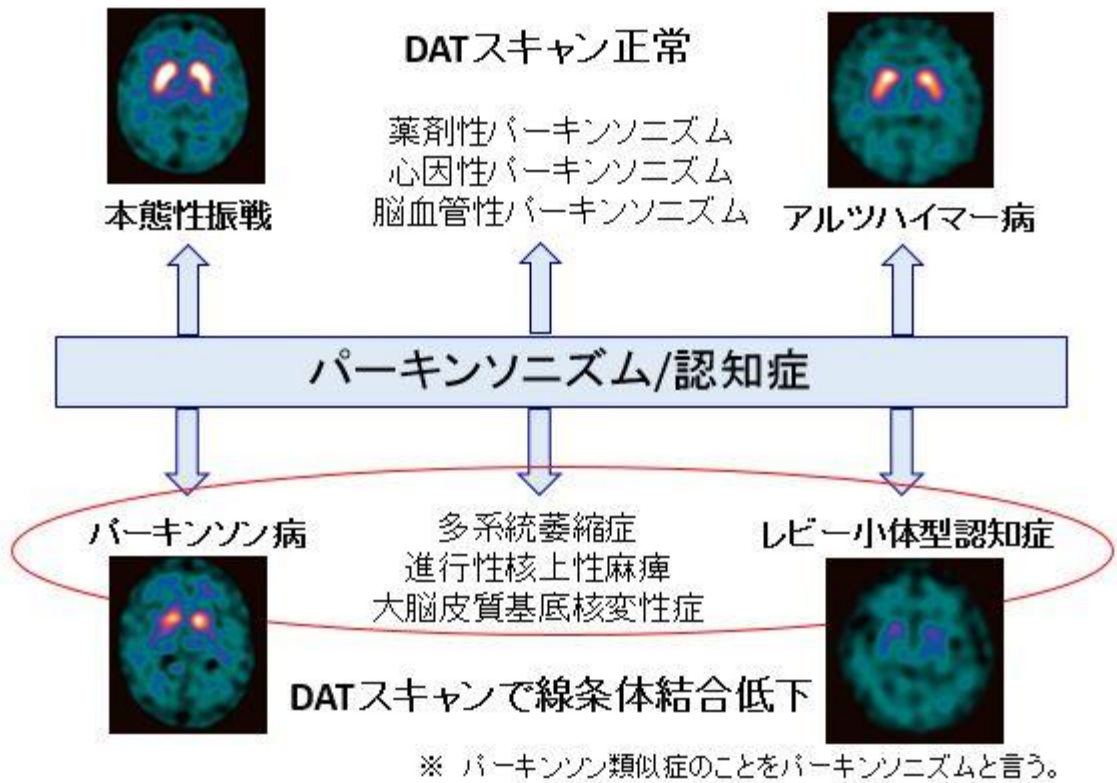 DATスキャン正常
薬剤性パーキンソニズム
心因性パーキンソニズム
脳血管性パーキンソニズム
本態性振戦
アルツハイマー病
パーキンソニズム/認知症
パーキンソン病
多系統萎縮症
進行性核上性麻痺
大脳皮質基底核変性症
レビー小体型認知症
DATスキャンで線条体結合低下
※ パーキンソン類似症のことをパーキンソニズムと言う。